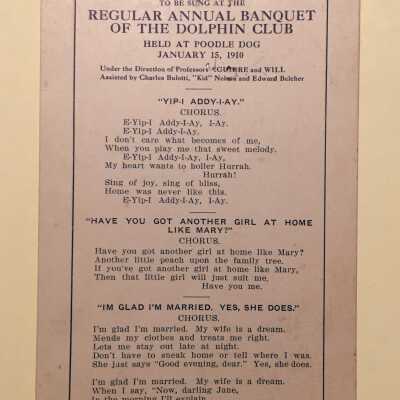 TO BE SUNG AT THE
REGULAR ANNUAL BANQUET
OF THE DOLPHIN CLUB
HELD AT POODLE DOG
JANUARY 15, 1910
Under the Direction of Professors AGUIRRE and WILL
Assisted by Charles Bulotti, "Kid" Nelson and Edward Belcher
"YIP-I ADDY-I-AY."
CHORUS.
E-Yip-I Addy-I-Ay, I-Ay.
E-Yip-I Addy-I-Ay.
I don't care what becomes of me,
When you play me that sweet melody.
E-Yip-I Addy-I-Ay, I-Ay,
My heart wants to holler Hurrah.
Hurrah!
Sing of joy, sing of bliss,
Home was never like this.
E-Yip-I Addy-I-Ay, I-Ay.
"HAVE YOU GOT ANOTHER GIRL AT HOME
LIKE MARY?"
CHORUS.
Have you got another girl at home like Mary?
Another little peach upon the family tree.
If you've got another girl at home like Mary,
Then that little girl will just suit me,
Have you me.
"IM GLAD I'M MARRIED, YES, SHE DOES."
CHORUS.
I'm glad I'm married. My wife is a dream.
Mends my clothes and treats me right.
Lets me stay out late at night.
Don't have to sneak home or tell where I was.
She just says "Good evening, dear." Yes, she does.
I'm glad I'm married. My wife is a dream.
When I say, "Now, darling Jane,
In the morning I'll explain